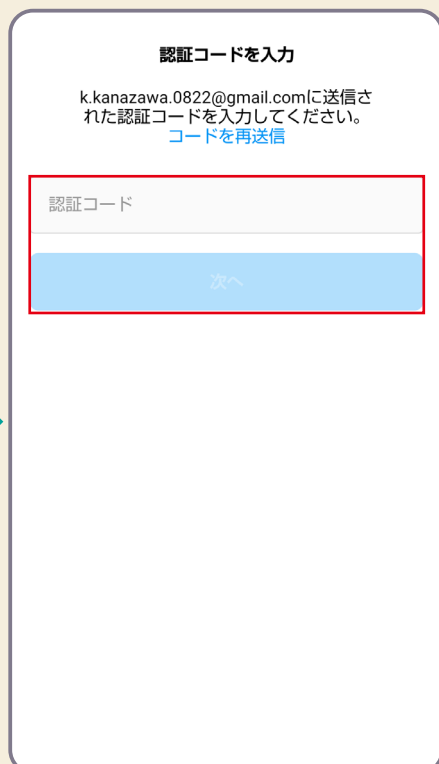 認証コードを入力
k.kanazawa.0822@gmail.comに送信さ
れた認証コードを入力してください。
コードを再送信
認証コード
次へ